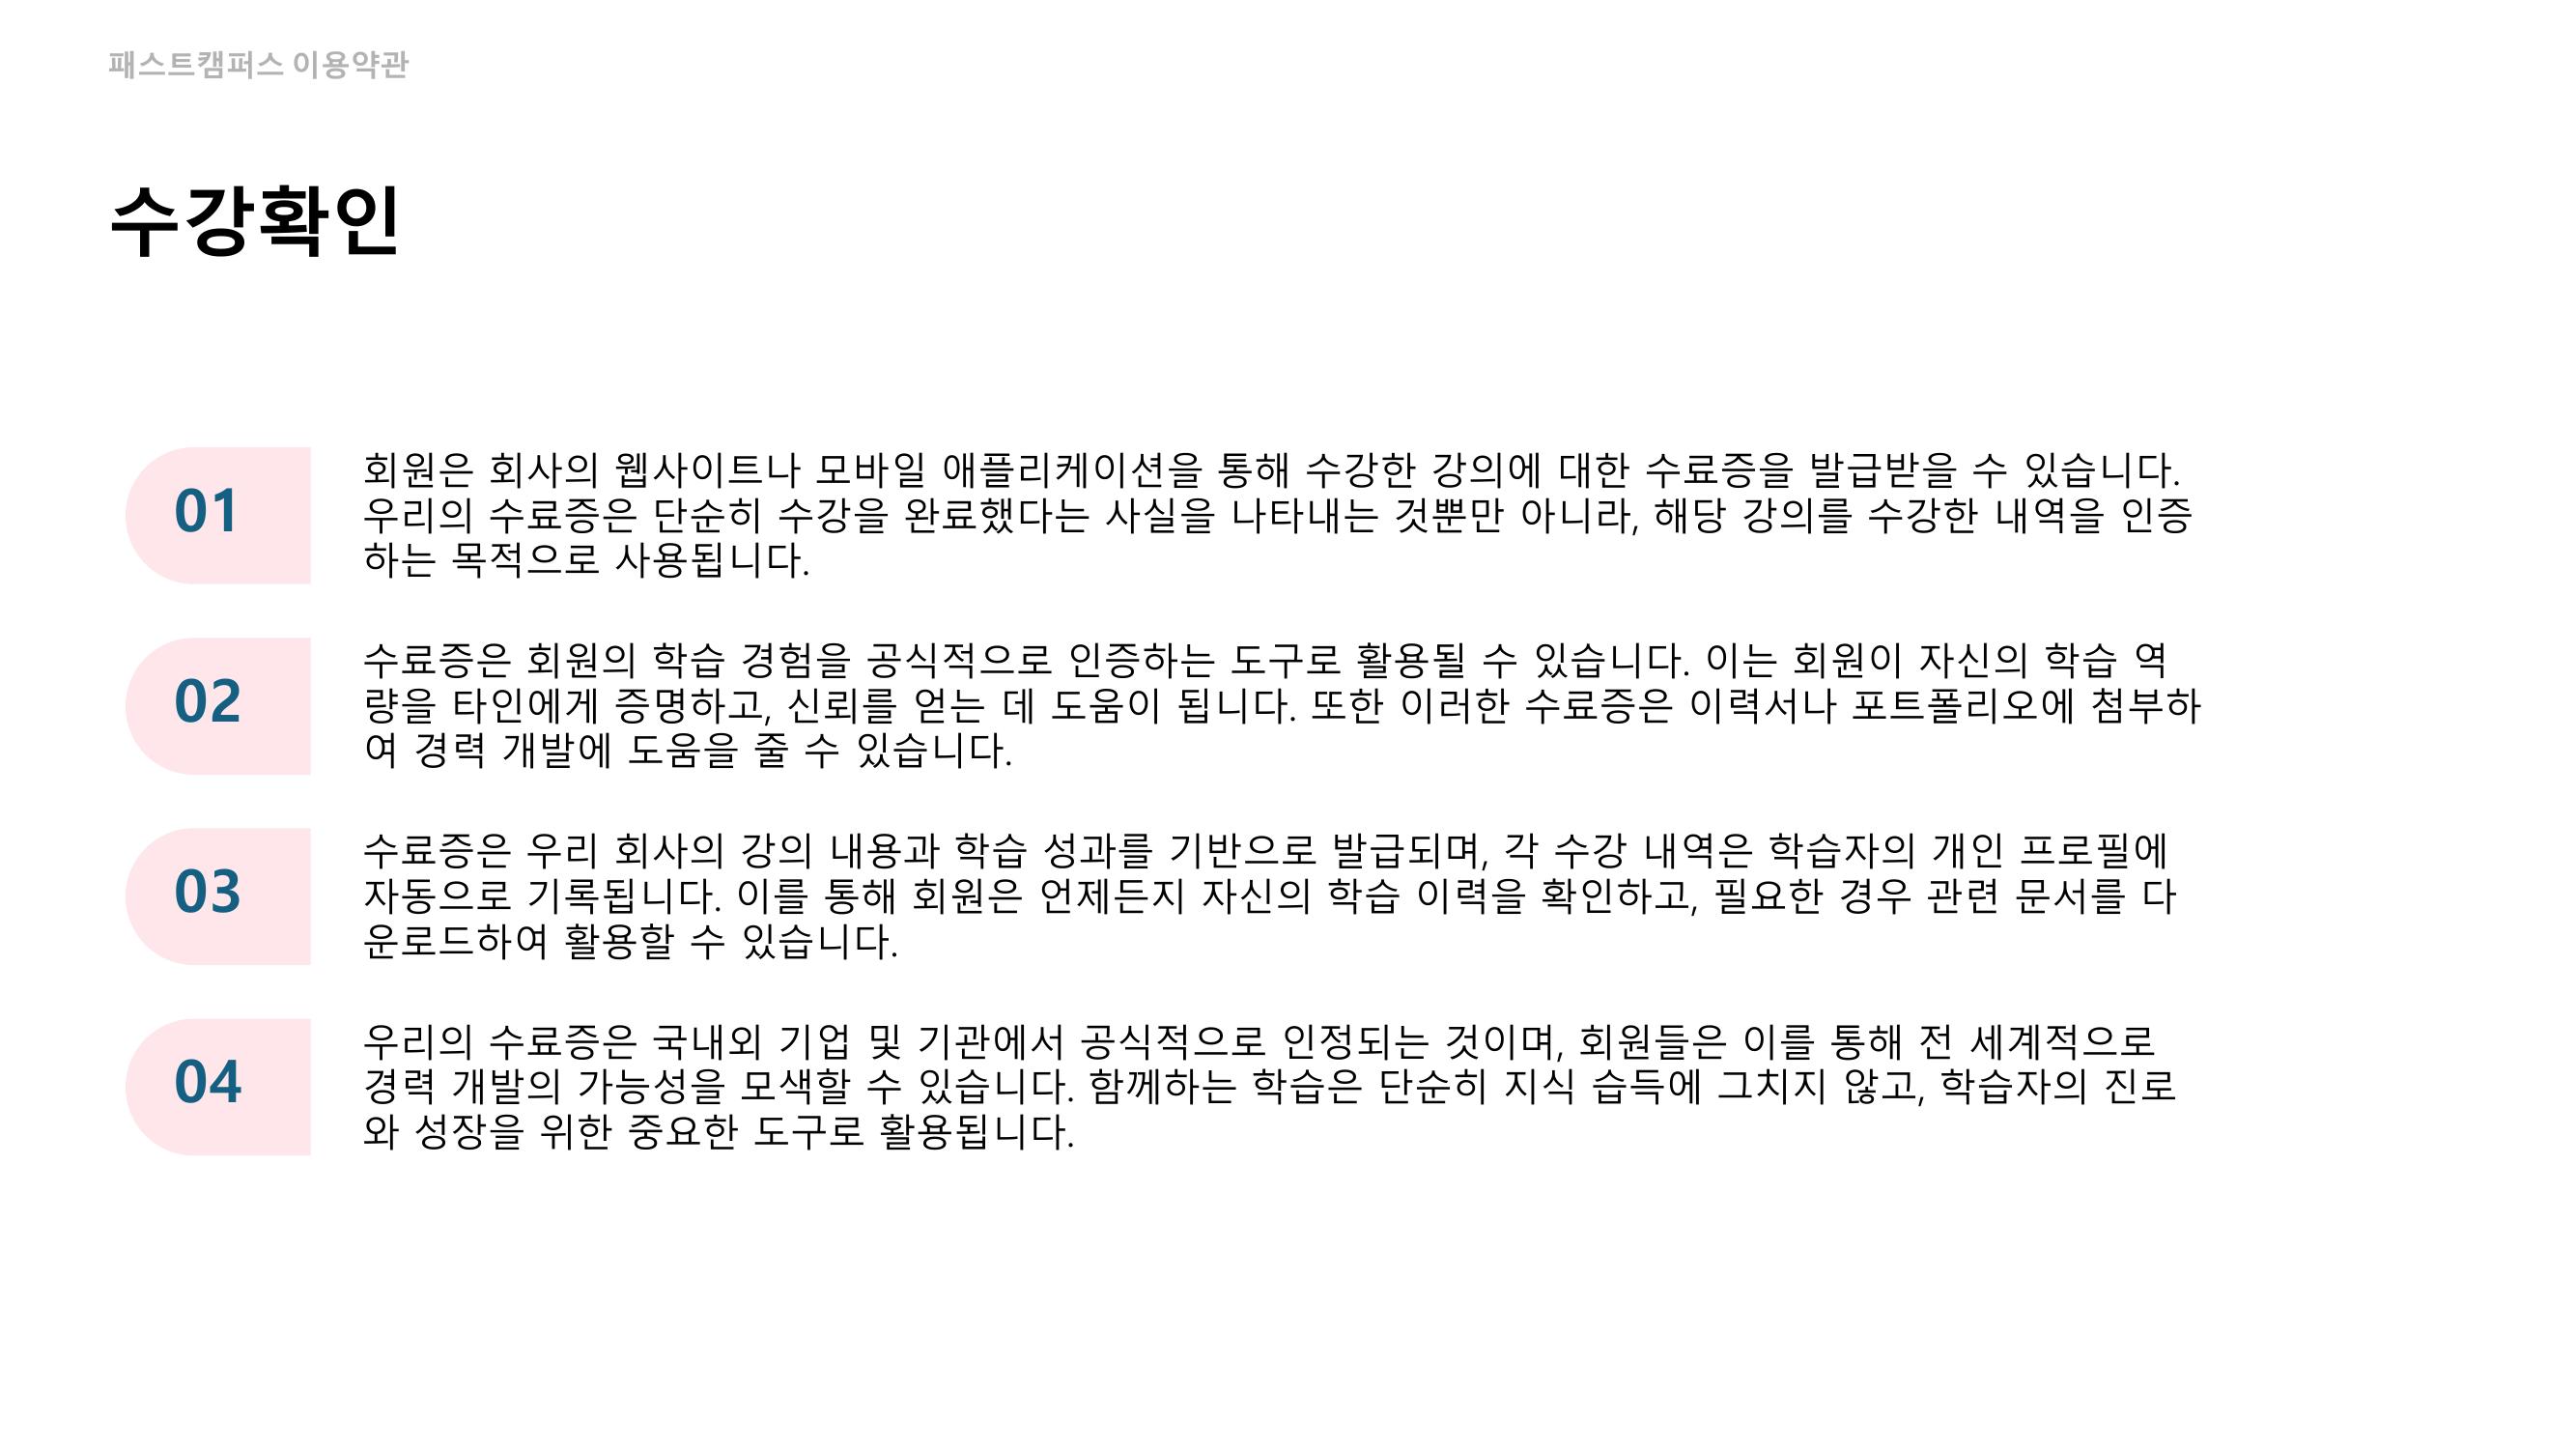 패스트캠퍼스 이용약관
수강확인
01
회원은 회사의 웹사이트나 모바일 애플리케이션을 통해 수강한 강의에 대한 수료증을 발급받을 수 있습니다.
우리의 수료증은 단순히 수강을 완료했다는 사실을 나타내는 것뿐만 아니라, 해당 강의를 수강한 내역을 인증
하는 목적으로 사용됩니다.
02
수료증은 회원의 학습 경험을 공식적으로 인증하는 도구로 활용될 수 있습니다. 이는 회원이 자신의 학습 역
량을 타인에게 증명하고, 신뢰를 얻는 데 도움이 됩니다. 또한 이러한 수료증은 이력서나 포트폴리오에 첨부하
여 경력 개발에 도움을 줄 수 있습니다.
03
수료증은 우리 회사의 강의 내용과 학습 성과를 기반으로 발급되며, 각 수강 내역은 학습자의 개인 프로필에
자동으로 기록됩니다. 이를 통해 회원은 언제든지 자신의 학습 이력을 확인하고, 필요한 경우 관련 문서를 다
운로드하여 활용할 수 있습니다.
04
우리의 수료증은 국내외 기업 및 기관에서 공식적으로 인정되는 것이며, 회원들은 이를 통해 전 세계적으로
경력 개발의 가능성을 모색할 수 있습니다. 함께하는 학습은 단순히 지식 습득에 그치지 않고, 학습자의 진로
와 성장을 위한 중요한 도구로 활용됩니다.